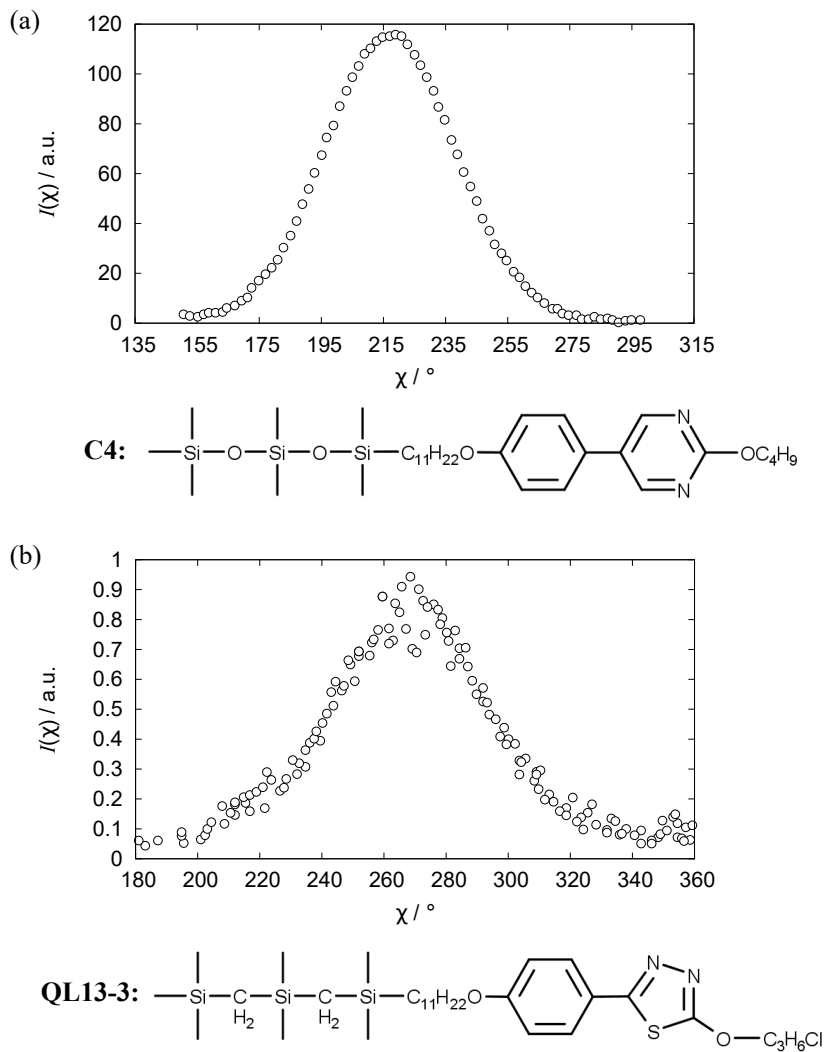 (a)
120
100
80
60
40
20
0
I(χ) / a.u.
135 155 175 195 215 235 255 275 295 315
χ / °
C4: Si O Si O Si C11H22O N N OC4H9
(b)
1
0.9
0.8
0.7
0.6
0.5
0.4
0.3
0.2
0.1
0
I(χ) / a.u.
180 200 220 240 260 280 300 320 340 360
χ / °
QL13-3: Si C H2 Si C H2 Si C11H22O N N S O C3H6Cl